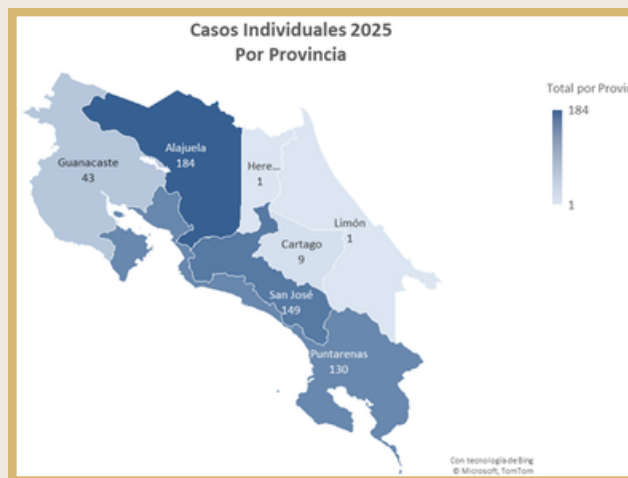 Casos Individuales 2025
Por Provincia
Total por Provin
184
1
Alajuela
184
Guanacaste
43
Here...
1
Limón
1
Cartago
9
San José
149
Puntarenas
130
Con tecnología de Bing
© Microsoft, TomTom